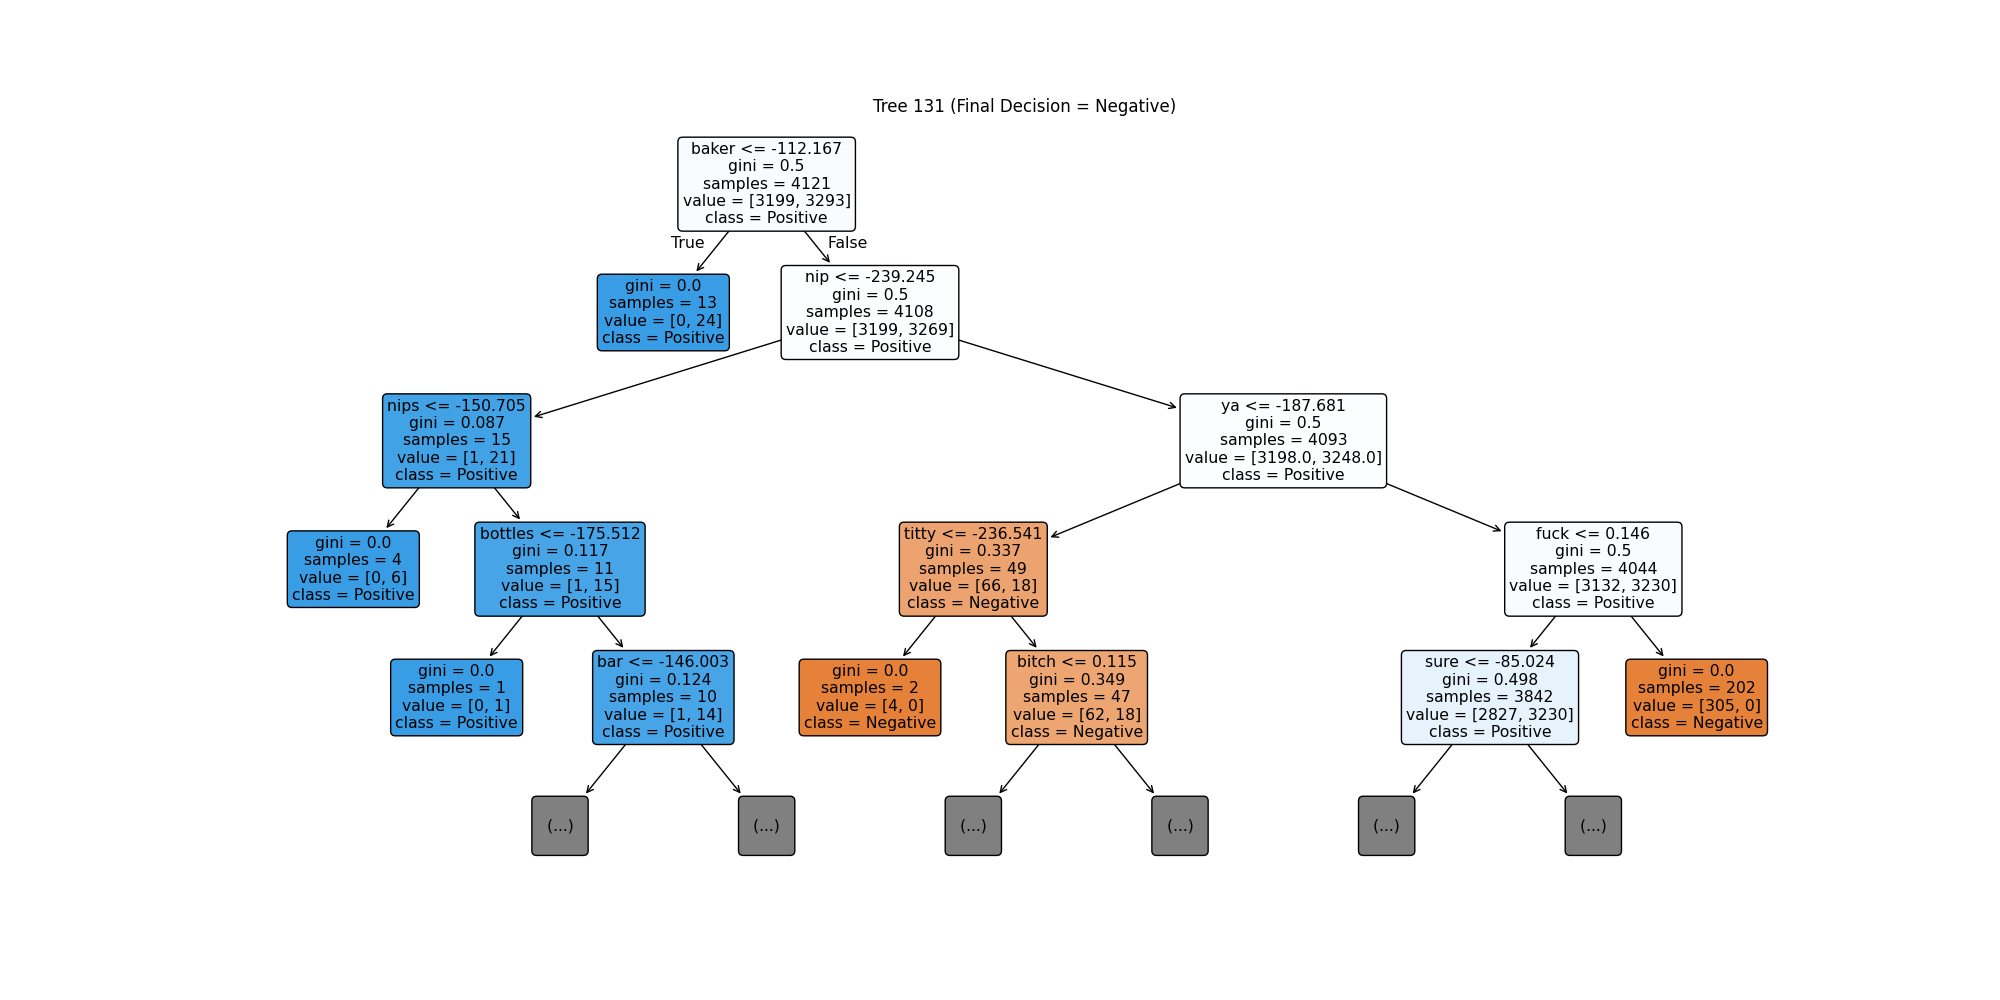 Tree 131 (Final Decision = Negative)
baker <= -112.167
gini = 0.5
samples = 4121
value = [3199, 3293]
class = Positive
True
False
gini = 0.0
samples = 13
value = [0, 24]
class = Positive
nip <= -239.245
gini = 0.5
samples = 4108
value = [3199, 3269]
class = Positive
nips <= -150.705
gini = 0.087
samples = 15
value = [1, 21]
class = Positive
ya <= -187.681
gini = 0.5
samples = 4093
value = [3198.0, 3248.0]
class = Positive
gini = 0.0
samples = 4
value = [0, 6]
class = Positive
bottles <= -175.512
gini = 0.117
samples = 11
value = [1, 15]
class = Positive
titty <= -236.541
gini = 0.337
samples = 49
value = [66, 18]
class = Negative
fuck <= 0.146
gini = 0.5
samples = 4044
value = [3132, 3230]
class = Positive
gini = 0.0
samples = 1
value = [0, 1]
class = Positive
bar <= -146.003
gini = 0.124
samples = 10
value = [1, 14]
class = Positive
gini = 0.0
samples = 2
value = [4, 0]
class = Negative
bitch <= 0.115
gini = 0.349
samples = 47
value = [62, 18]
class = Negative
sure <= -85.024
gini = 0.498
samples = 3842
value = [2827, 3230]
class = Positive
gini = 0.0
samples = 202
value = [305, 0]
class = Negative
(...)
(...)
(...)
(...)
(...)
(...)